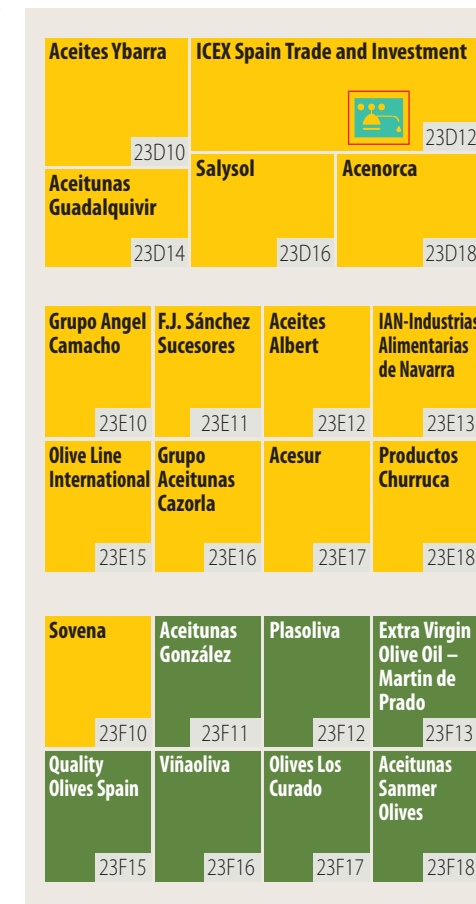 Aceites Ybarra
23D10
ICEX Spain Trade and Investment
23D12
Aceitunas
Guadalquivir
23D14
Salysol
23D16
Acenorca
23D18
Grupo Angel
Camacho
23E10
F.J. Sánchez
Sucesores
23E11
Aceites
Albert
23E12
IAN-Industrias
Alimentarias
de Navarra
23E13
Olive Line
International
23E15
Grupo
Aceitunas
Cazorla
23E16
Acesur
23E17
Productos
Churruca
23E18
Sovena
23F10
Aceitunas
González
23F11
Plasoliva
23F12
Extra Virgin
Olive Oil –
Martin de
Prado
23F13
Quality
Olives Spain
23F15
Viñaoliva
23F16
Olives Los
Curado
23F17
Aceitunas
Sanmer
Olives
23F18